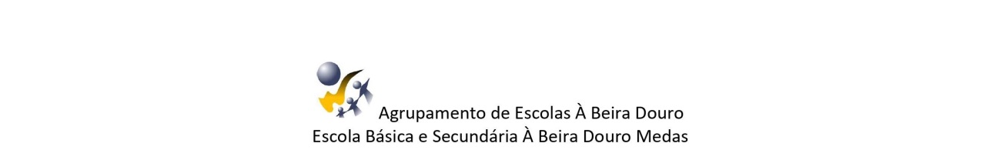 Agrupamento de Escolas À Beira Douro
Escola Básica e Secundária À Beira Douro Medas